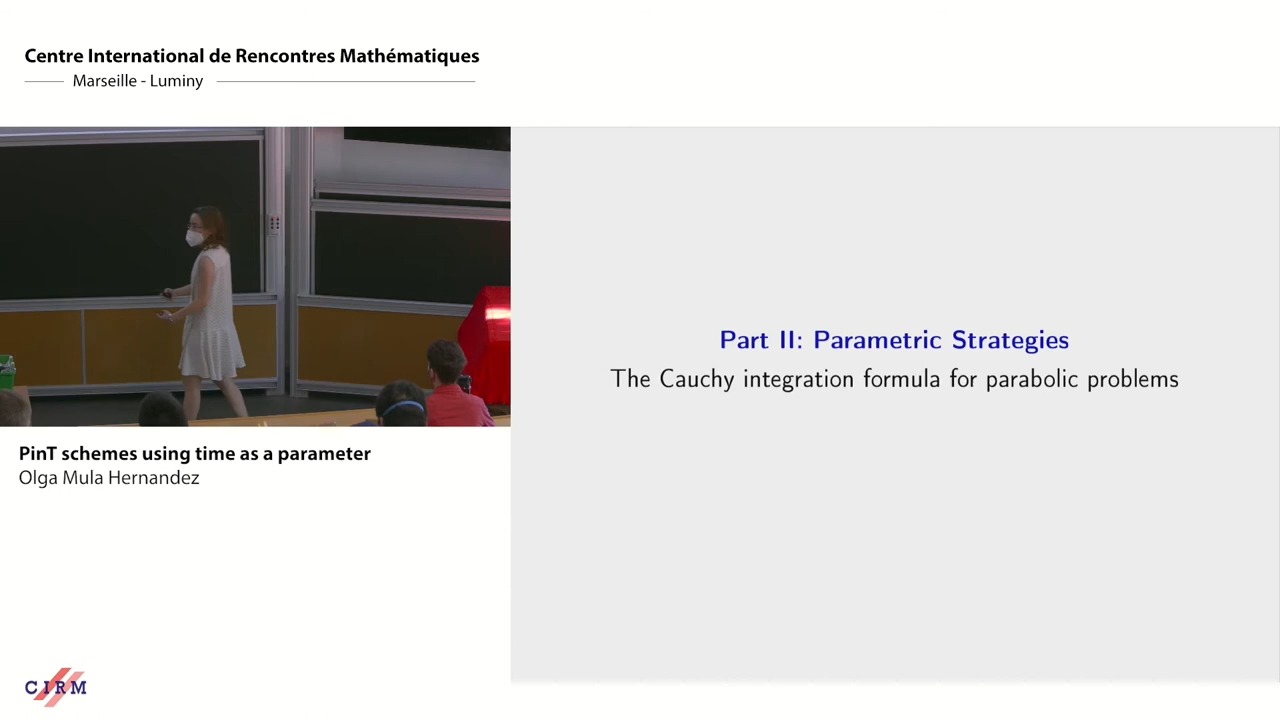 Centre International de Rencontres Mathématiques
Marseille - Luminy
Part II: Parametric Strategies
The Cauchy integration formula for parabolic problems
PinT schemes using time as a parameter
Olga Mula Hernandez
CIRM